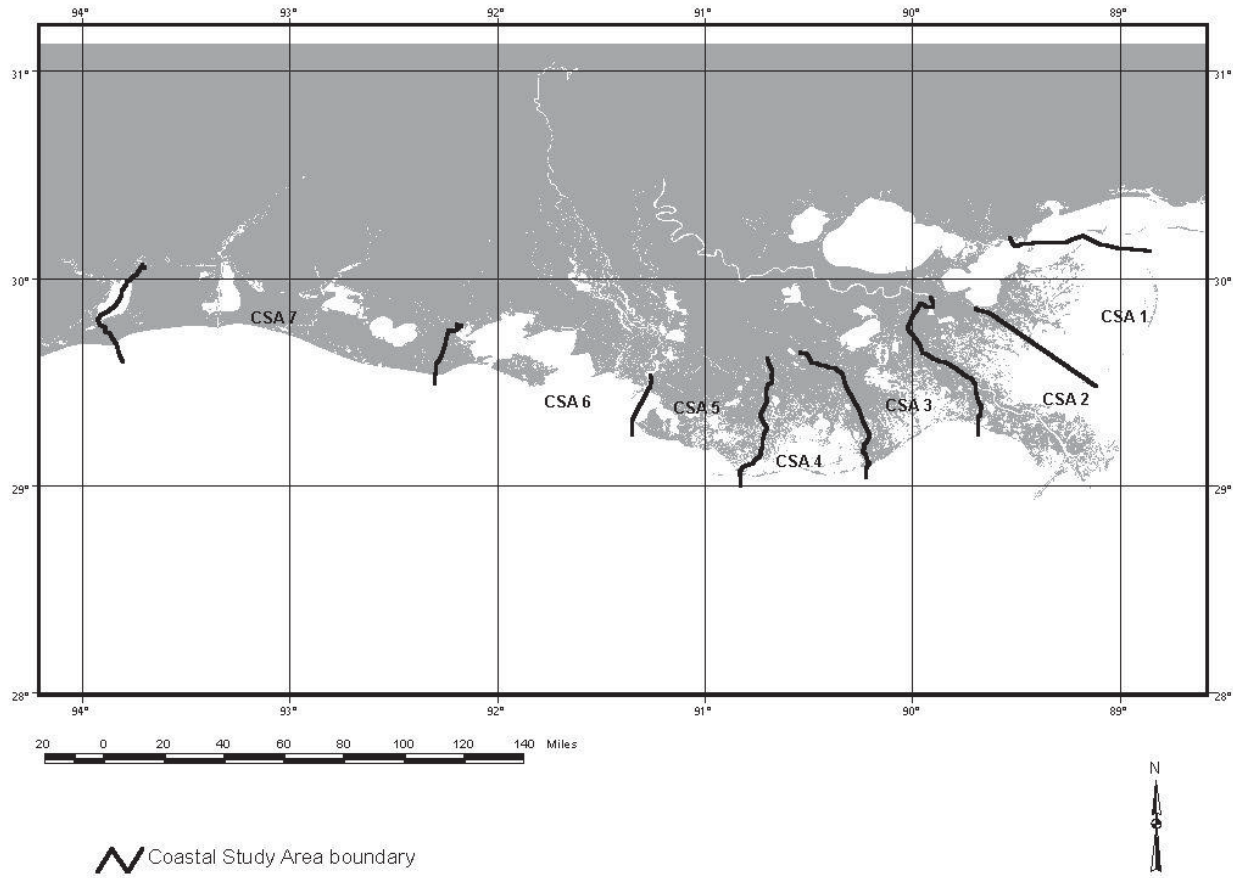 94° 93° 92° 91° 90° 89°
31° 31°
30° 30°
CSA 7
CSA 1
CSA 6
CSA 5
CSA 3
CSA 2
CSA 4
29° 29°
28° 28°
94° 93° 92° 91° 90° 89°
20 0 20 40 60 80 100 120 140 Miles
N
Coastal Study Area boundary